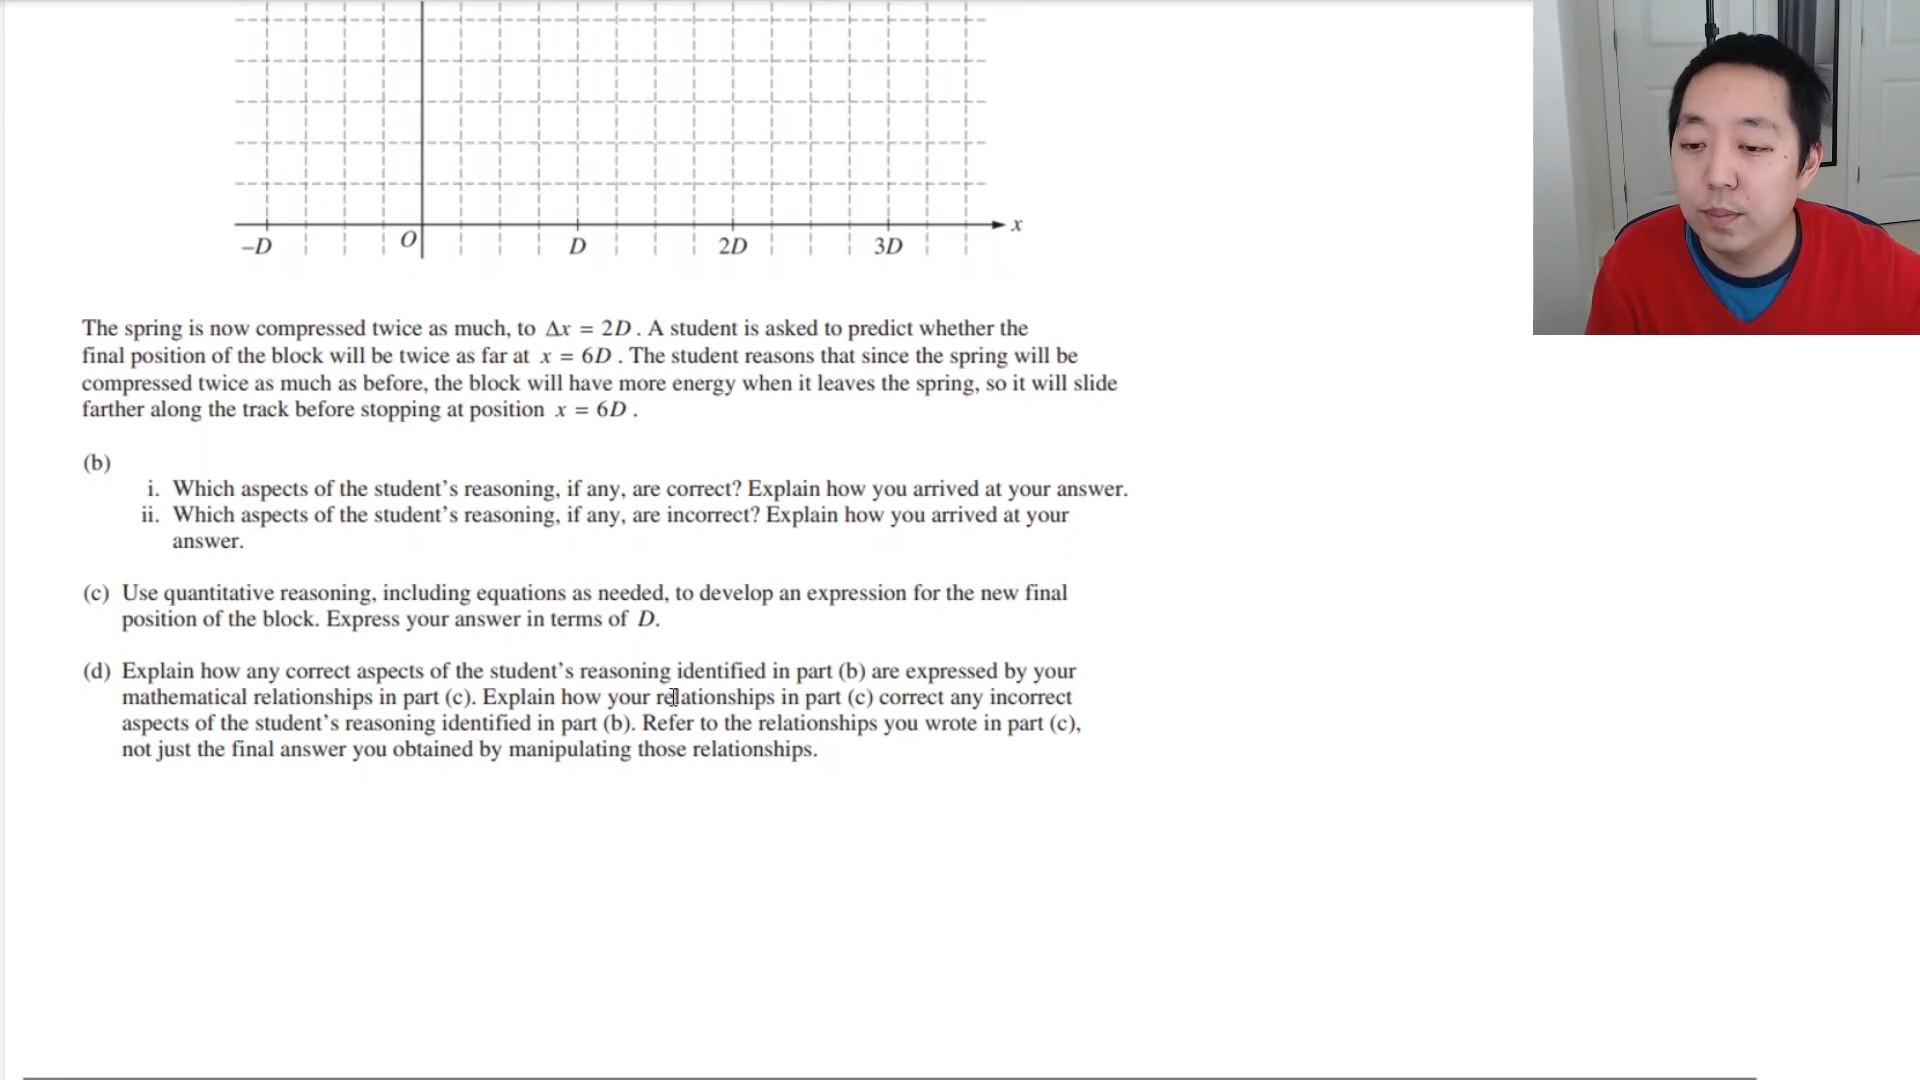 x
–D O D 2D 3D
The spring is now compressed twice as much, to Δx = 2D. A student is asked to predict whether the
final position of the block will be twice as far at x = 6D. The student reasons that since the spring will be
compressed twice as much as before, the block will have more energy when it leaves the spring, so it will slide
farther along the track before stopping at position x = 6D.
(b)
i. Which aspects of the student's reasoning, if any, are correct? Explain how you arrived at your answer.
ii. Which aspects of the student's reasoning, if any, are incorrect? Explain how you arrived at your
answer.
(c) Use quantitative reasoning, including equations as needed, to develop an expression for the new final
position of the block. Express your answer in terms of D.
(d) Explain how any correct aspects of the student's reasoning identified in part (b) are expressed by your
mathematical relationships in part (c). Explain how your relationships in part (c) correct any incorrect
aspects of the student's reasoning identified in part (b). Refer to the relationships you wrote in part (c),
not just the final answer you obtained by manipulating those relationships.